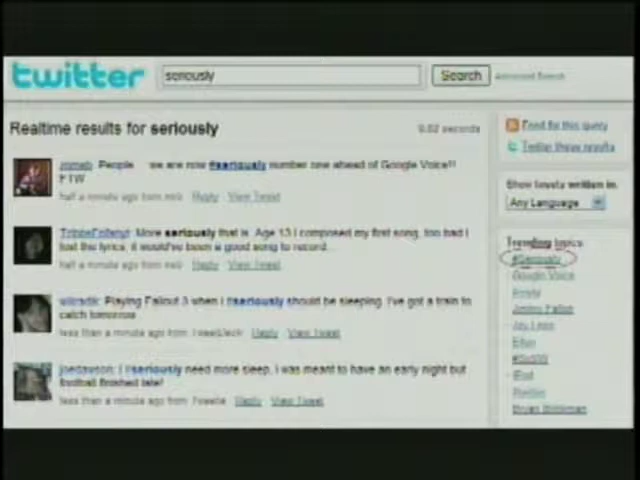 twitter
seriously
Search
Advanced Search
Realtime results for seriously
seconds
People we are now #seriously number one ahead of Google Voice!!
FTW
half a minute ago from web Reply View Tweet
More seriously that is. Age 13 I composed my first song, too bad I
lost the lyrics, it would've been a good song to record.
half a minute ago from web Reply View Tweet
Playing Fallout 3 when I #seriously should be sleeping. I've got a train to
catch tomorrow
less than a minute ago from TweetDeck Reply View Tweet
joedawson: I #seriously need more sleep, I was meant to have an early night but
football finished late!
less than a minute ago from Tweetie Reply View Tweet
Feed for this query
Twitter these results
Show tweets written in:
Any Language
Trending topics:
#Seriously
Google Voice
Jimmy Fallon
Jay Leno
iPod